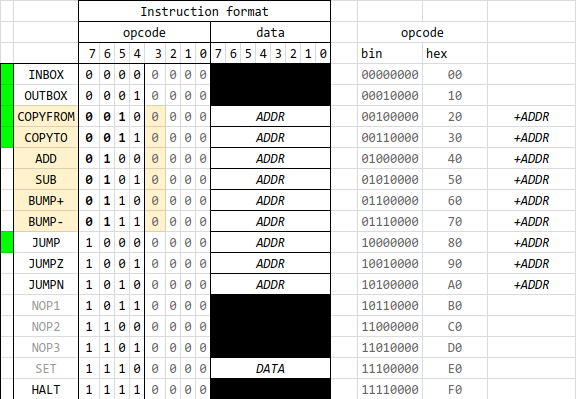 Instruction format
opcode data opcode
7 6 5 4 3 2 1 0 7 6 5 4 3 2 1 0 bin hex
INBOX 0 0 0 0 0 0 0 0 00000000 00
OUTBOX 0 0 0 1 0 0 0 0 00010000 10
COPYFROM 0 0 1 0 0 0 0 0 ADDR 00100000 20 +ADDR
COPYTO 0 0 1 1 0 0 0 0 ADDR 00110000 30 +ADDR
ADD 0 1 0 0 0 0 0 0 ADDR 01000000 40 +ADDR
SUB 0 1 0 1 0 0 0 0 ADDR 01010000 50 +ADDR
BUMP+ 0 1 1 0 0 0 0 0 ADDR 01100000 60 +ADDR
BUMP- 0 1 1 1 0 0 0 0 ADDR 01110000 70 +ADDR
JUMP 1 0 0 0 0 0 0 0 ADDR 10000000 80 +ADDR
JUMPZ 1 0 0 1 0 0 0 0 ADDR 10010000 90 +ADDR
JUMPN 1 0 1 0 0 0 0 0 ADDR 10100000 A0 +ADDR
NOP1 1 0 1 1 0 0 0 0 10110000 B0
NOP2 1 1 0 0 0 0 0 0 11000000 C0
NOP3 1 1 0 1 0 0 0 0 11010000 D0
SET 1 1 1 0 0 0 0 0 DATA 11100000 E0
HALT 1 1 1 1 0 0 0 0 11110000 F0